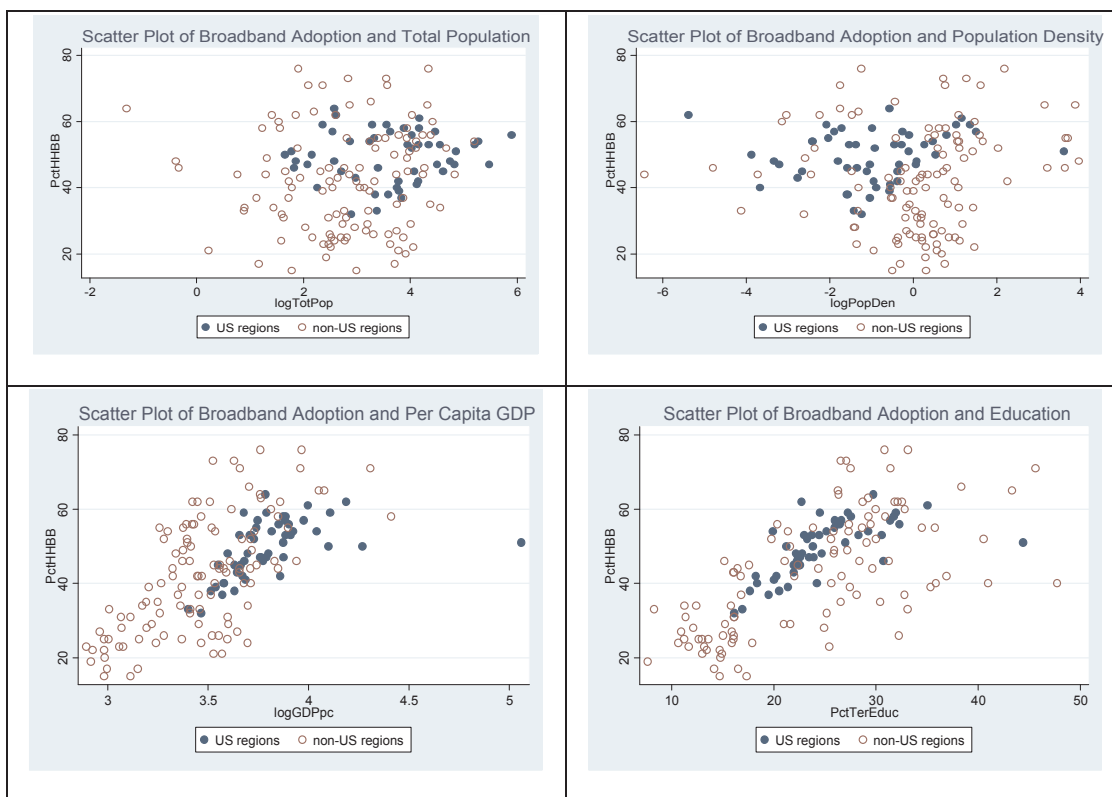 Scatter Plot of Broadband Adoption and Total Population
80
60
40
20
PctHHBB
-2 0 2 4 6
logTotPop
US regions non-US regions
Scatter Plot of Broadband Adoption and Population Density
80
60
40
20
PctHHBB
-6 -4 -2 0 2 4
logPopDen
US regions non-US regions
Scatter Plot of Broadband Adoption and Per Capita GDP
80
60
40
20
PctHHBB
3 3.5 4 4.5 5
logGDPpc
US regions non-US regions
Scatter Plot of Broadband Adoption and Education
80
60
40
20
PctHHBB
10 20 30 40 50
PctTerEduc
US regions non-US regions